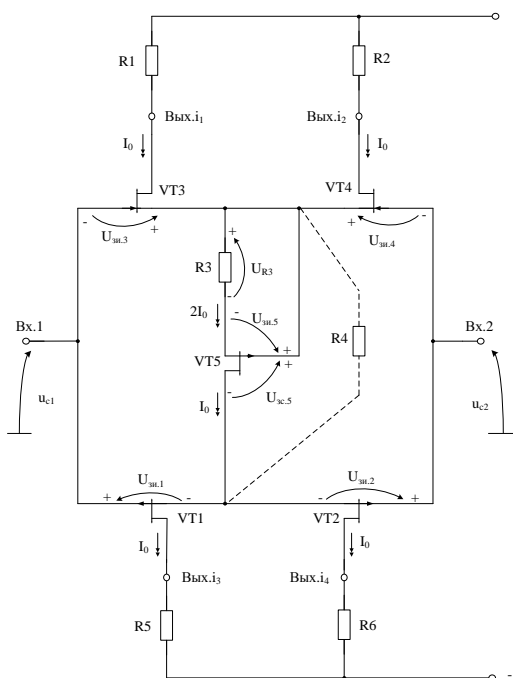 R1
R2
Вых.i₁
Вых.i₂
I₀
I₀
VT3
VT4
-
+
+
-
Uзи.3
Uзи.4
+
R3
UR3
-
2I₀
-
Uзи.5
R4
Вх.1
Вх.2
+
VT5
+
-
I₀
Uзс.5
uс1
uс2
Uзи.1
Uзи.2
+
-
-
+
VT1
VT2
I₀
I₀
Вых.i₃
Вых.i₄
R5
R6
-